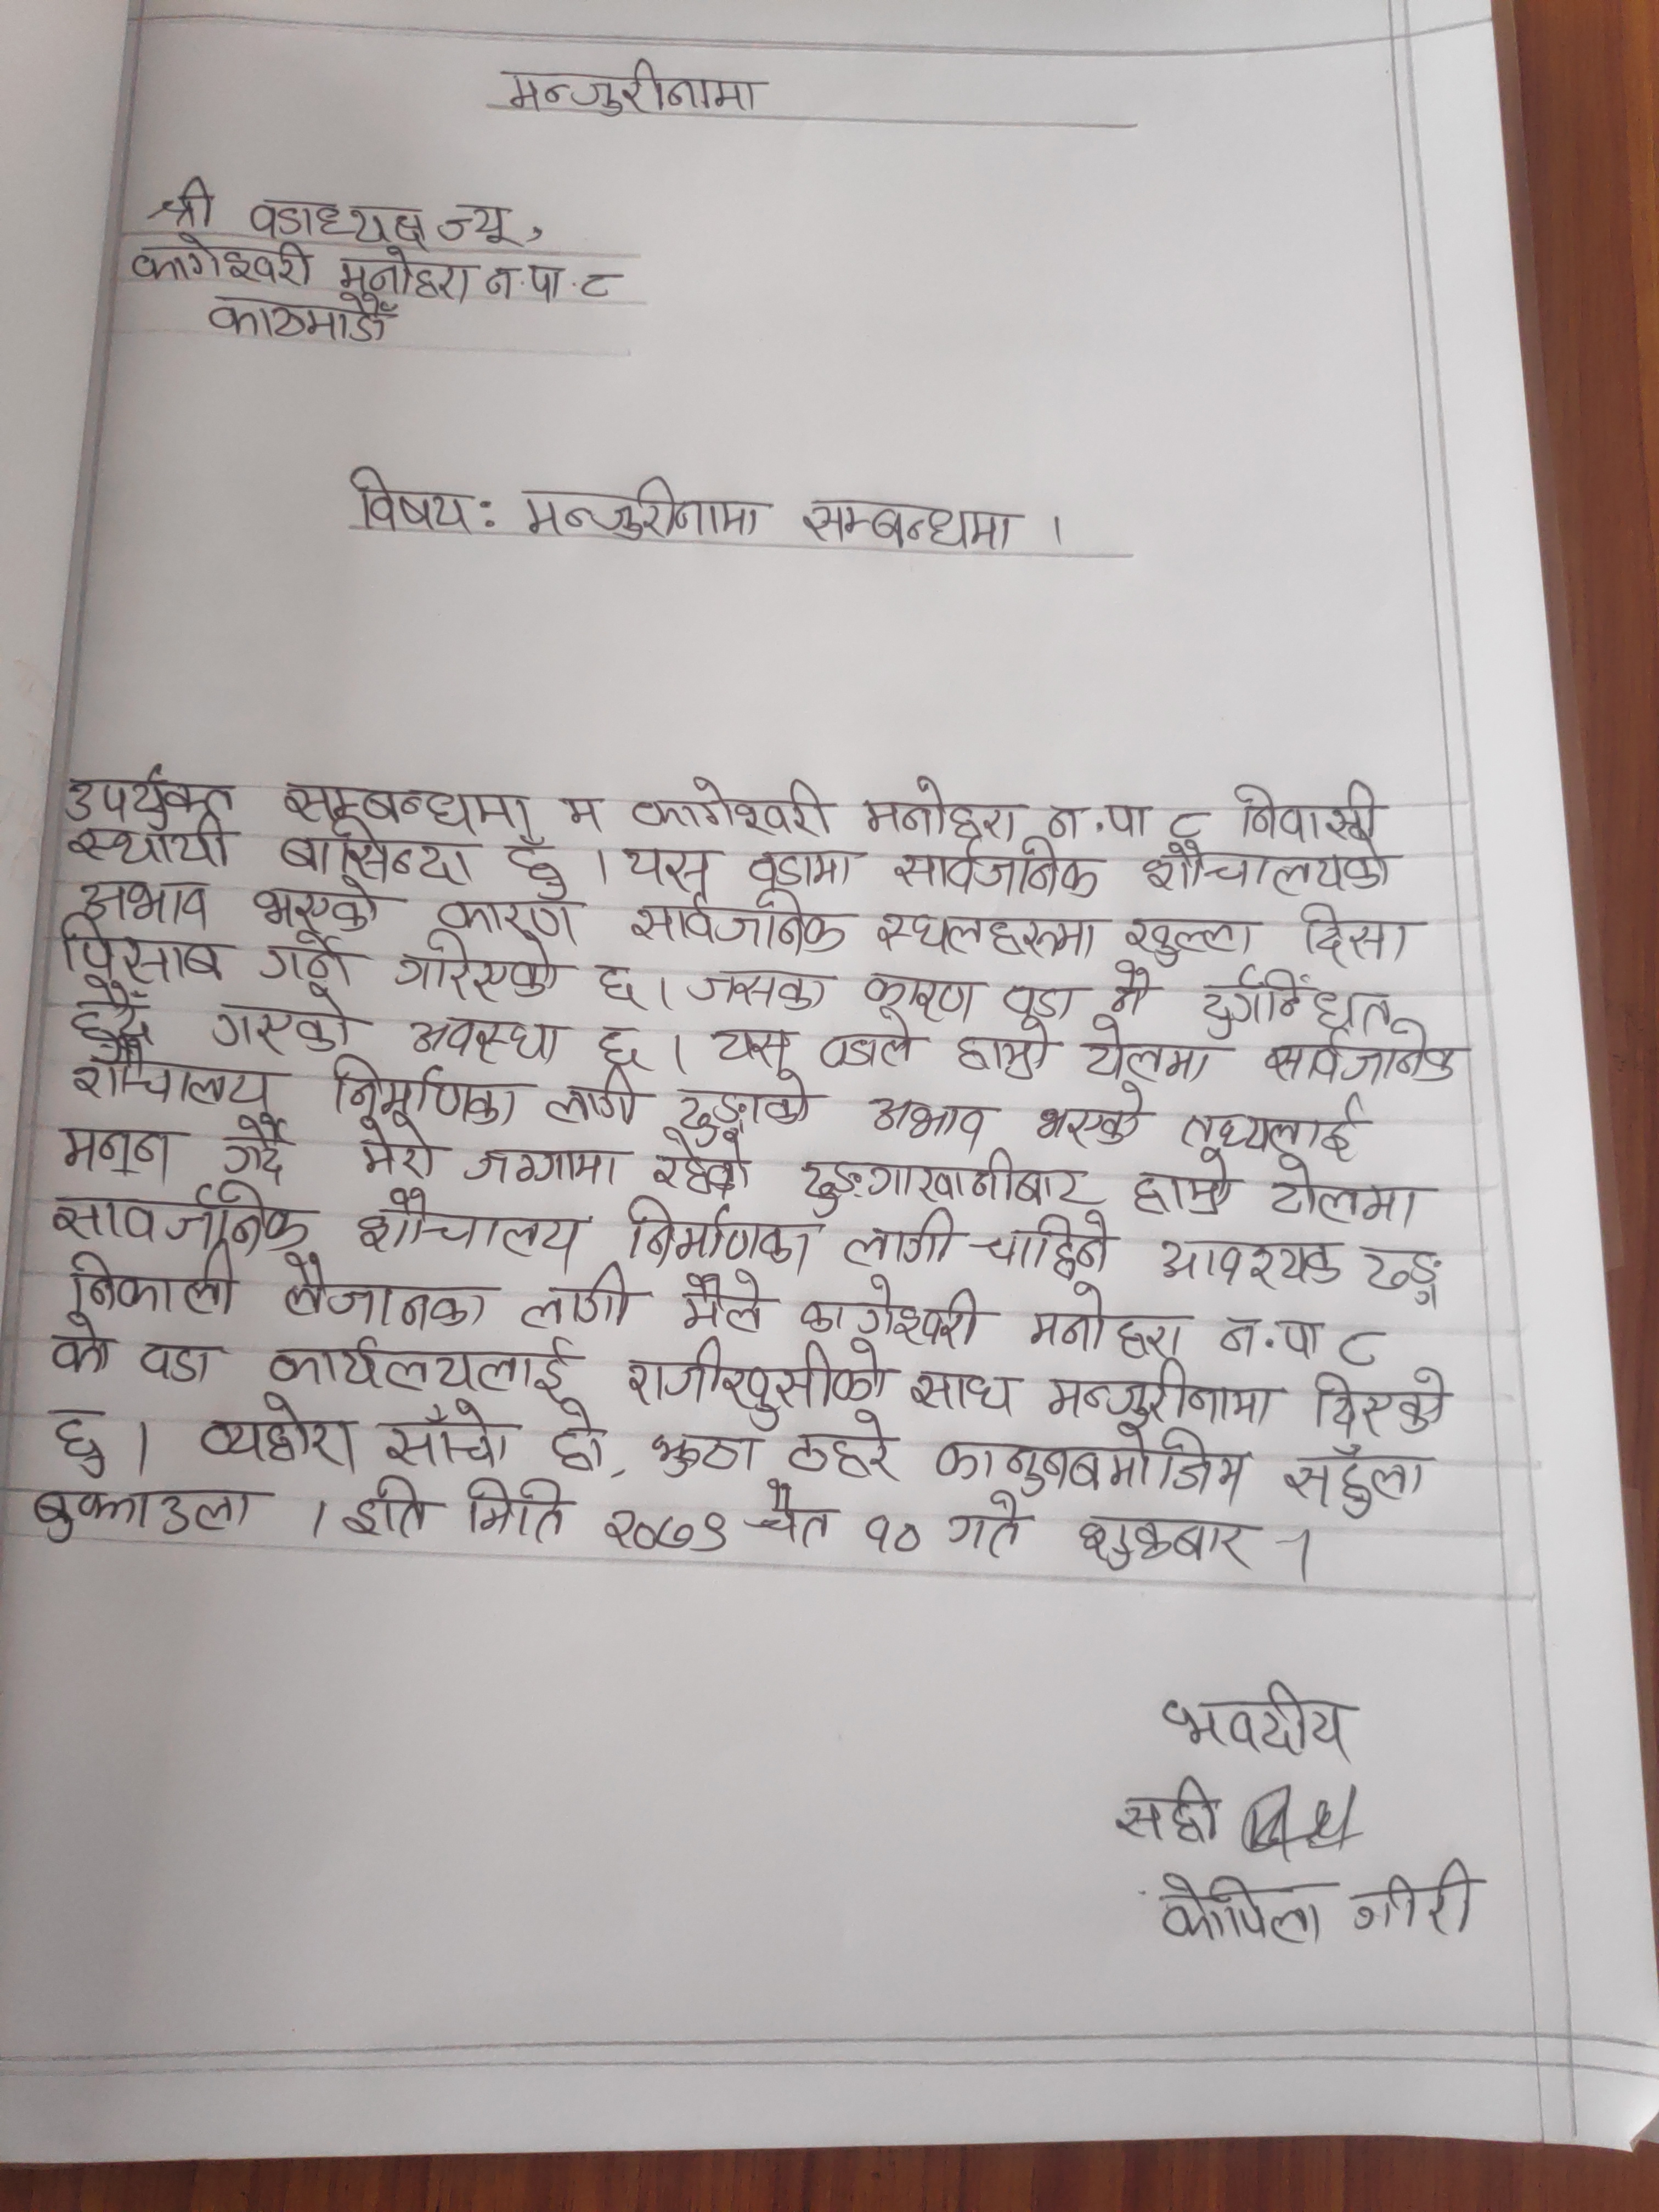 मन्जुरीनामा
श्री वडाध्यक्ष ज्यू,
कागेश्वरी मनोहरा न.पा.८
काठमाडौँ
विषय: मन्जुरीनामा सम्बन्धमा ।
उपर्युक्त सम्बन्धमा म कागेश्वरी मनोहरा न.पा ८ निवासी
स्थायी बासिन्दा हुँ । यस वडामा सार्वजनिक शौचालयको
अभाव भएको कारण सार्वजनिक स्थलहरूमा खुल्ला दिसा
पिसाब गर्ने गरिएको छ । जसका कारण वडा नै दुर्गन्धित
हुँदै गएको अवस्था छ । यस वडाले हाम्रो टोलमा सार्वजनिक
शौचालय निर्माणका लागी ढुङ्गाको अभाव भएको तथ्यलाई
मनन गर्दै मेरो जग्गामा रहेको ढुङ्गाखानीबाट हाम्रो टोलमा
सावर्जनिक शौचालय निर्माणका लागी चाहिने आवश्यक ढुङ्गा
निकाली लैजानका लागी मैले कागेश्वरी मनोहरा न.पा ८
को वडा कार्यलयलाई राजीखुसीको साथ मन्जुरीनामा दिएको
छु । व्यहोरा साँचो हो, झुठा ठहरे कानुनबमोजिम सहुँला
बुझाउला । इति मिति २०७९ चैत १० गते शुक्रबार ।
भवदीय
सही
कोपिला गीरी